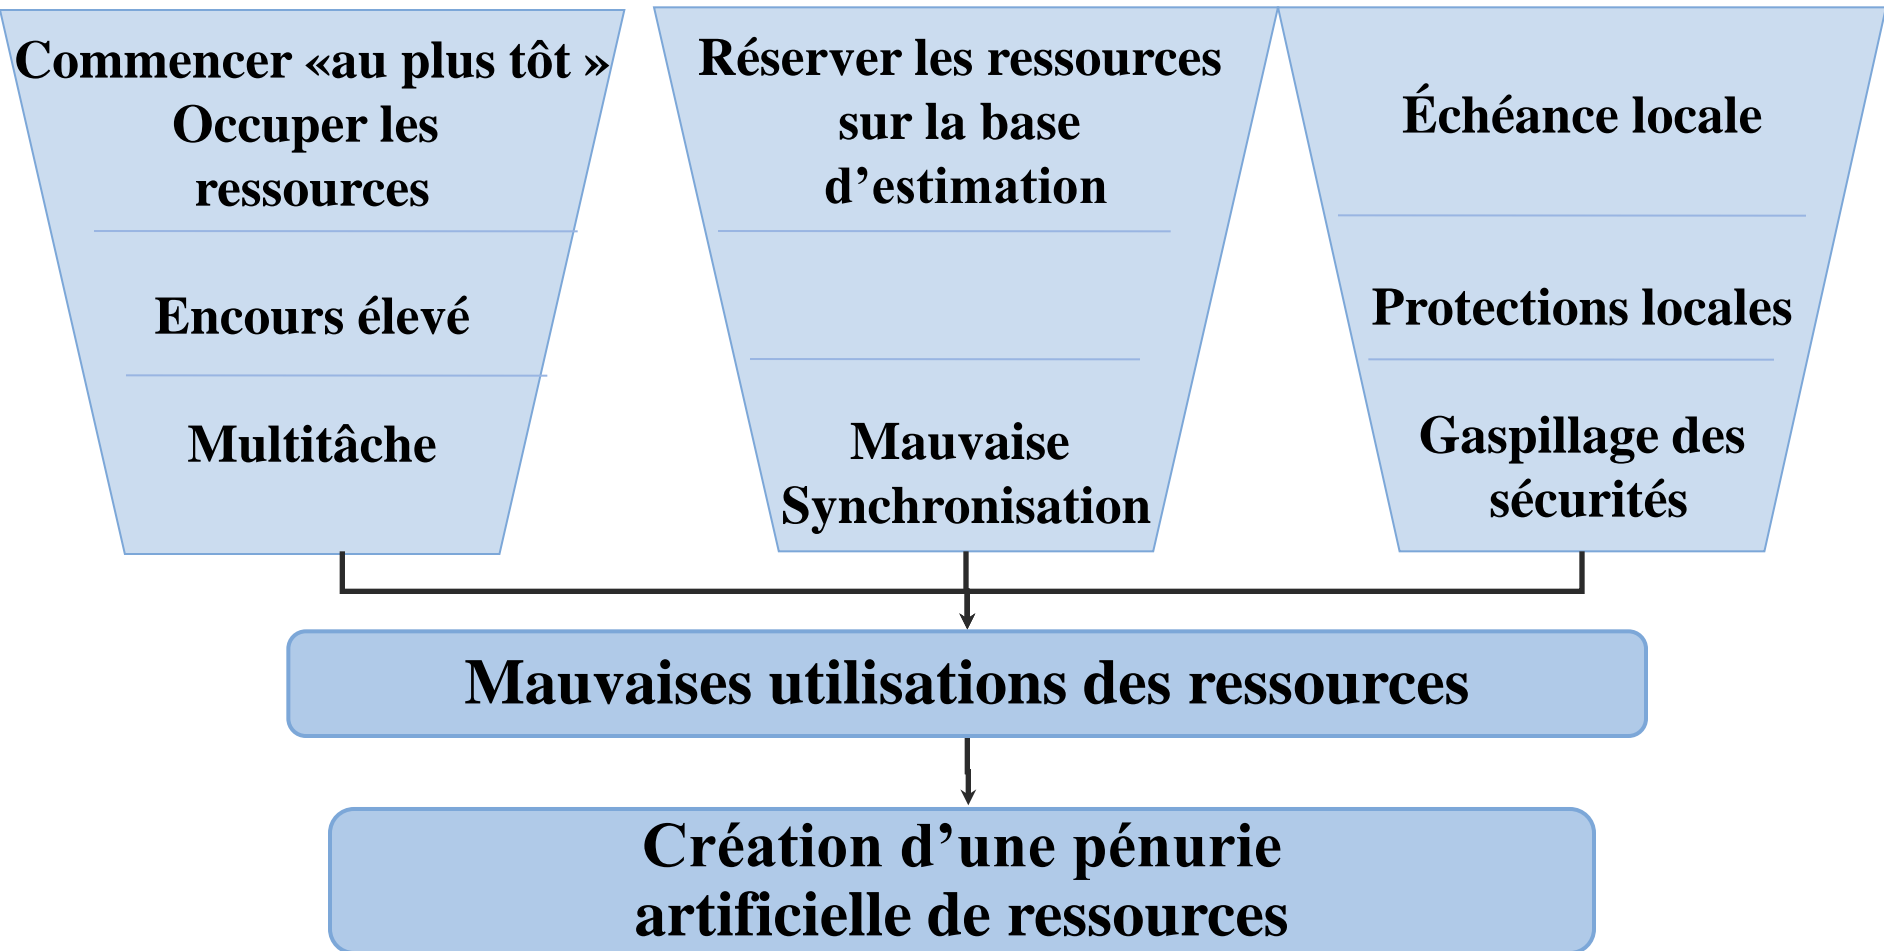 Commencer «au plus tôt »
Occuper les
ressources
Encours élevé
Multitâche
Réserver les ressources
sur la base
d’estimation
Mauvaise
Synchronisation
Échéance locale
Protections locales
Gaspillage des
sécurités
Mauvaises utilisations des ressources
Création d’une pénurie
artificielle de ressources